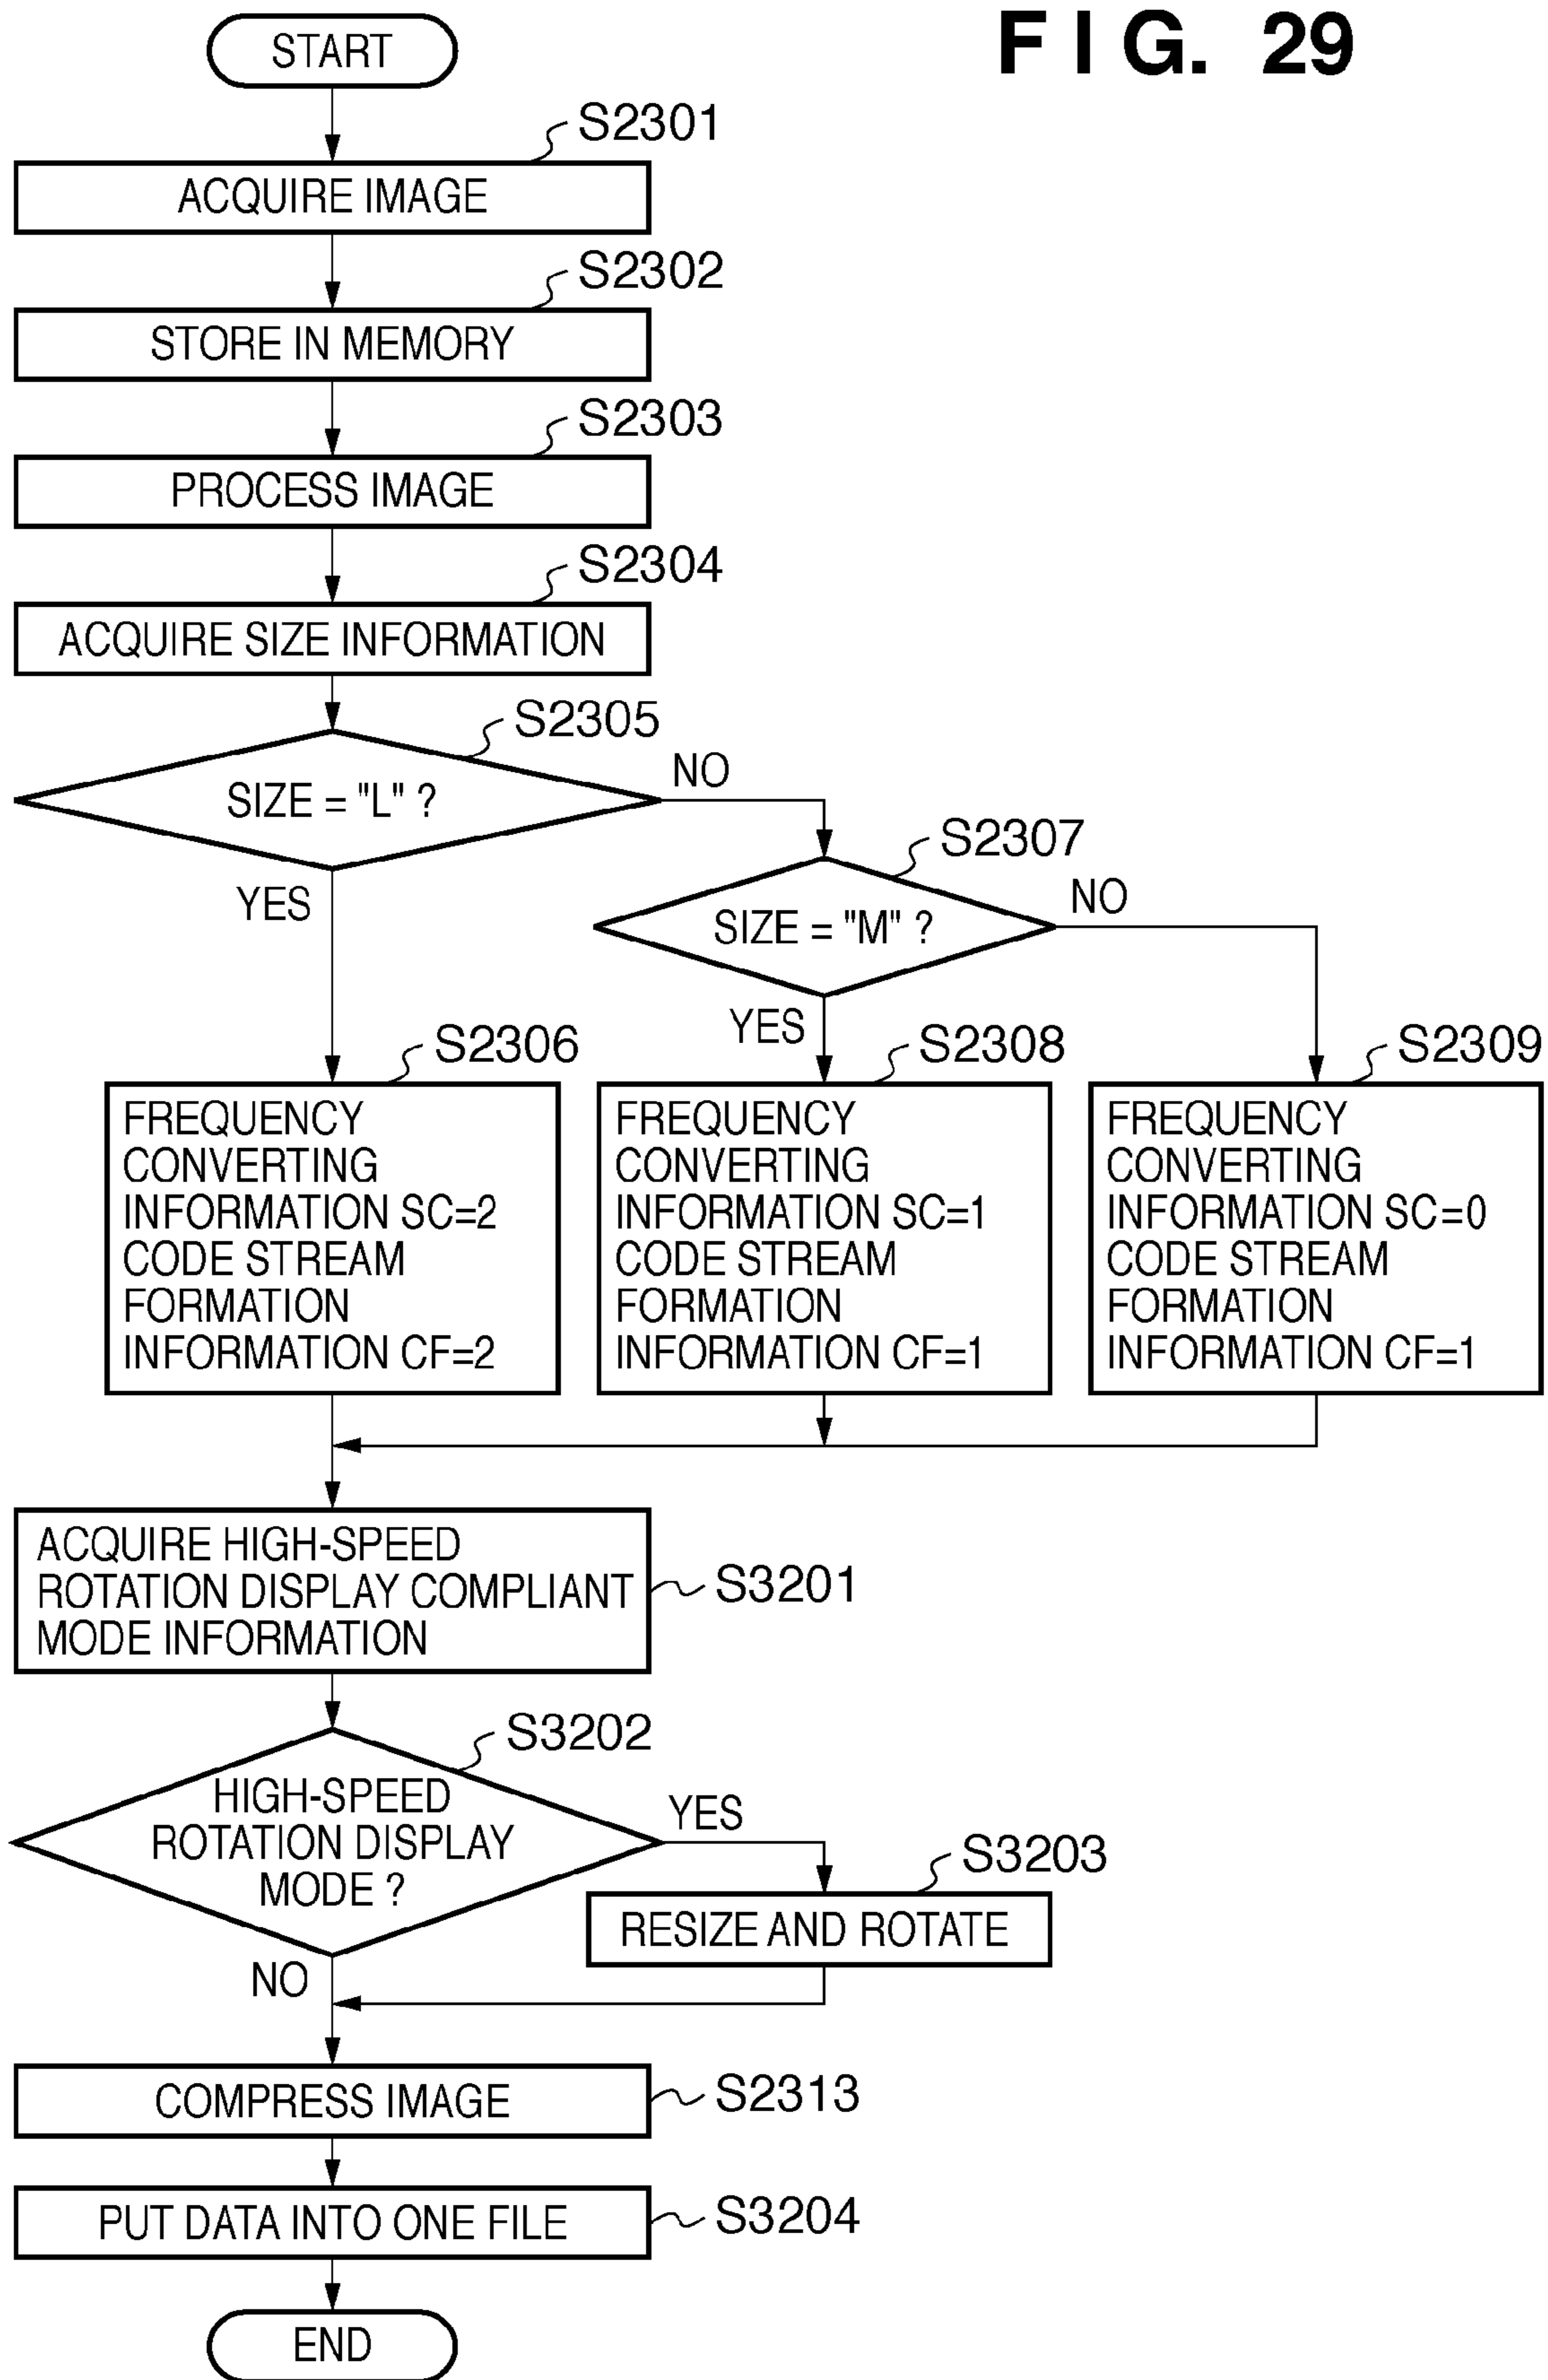 FIG. 29
START
S2301
ACQUIRE IMAGE
S2302
STORE IN MEMORY
S2303
PROCESS IMAGE
S2304
ACQUIRE SIZE INFORMATION
S2305
SIZE = "L" ?
NO
YES
S2307
SIZE = "M" ?
NO
YES
S2306
FREQUENCY
CONVERTING
INFORMATION SC=2
CODE STREAM
FORMATION
INFORMATION CF=2
S2308
FREQUENCY
CONVERTING
INFORMATION SC=1
CODE STREAM
FORMATION
INFORMATION CF=1
S2309
FREQUENCY
CONVERTING
INFORMATION SC=0
CODE STREAM
FORMATION
INFORMATION CF=1
ACQUIRE HIGH-SPEED
ROTATION DISPLAY COMPLIANT
MODE INFORMATION
S3201
S3202
HIGH-SPEED
ROTATION DISPLAY
MODE ?
YES
S3203
RESIZE AND ROTATE
NO
COMPRESS IMAGE
S2313
PUT DATA INTO ONE FILE
S3204
END